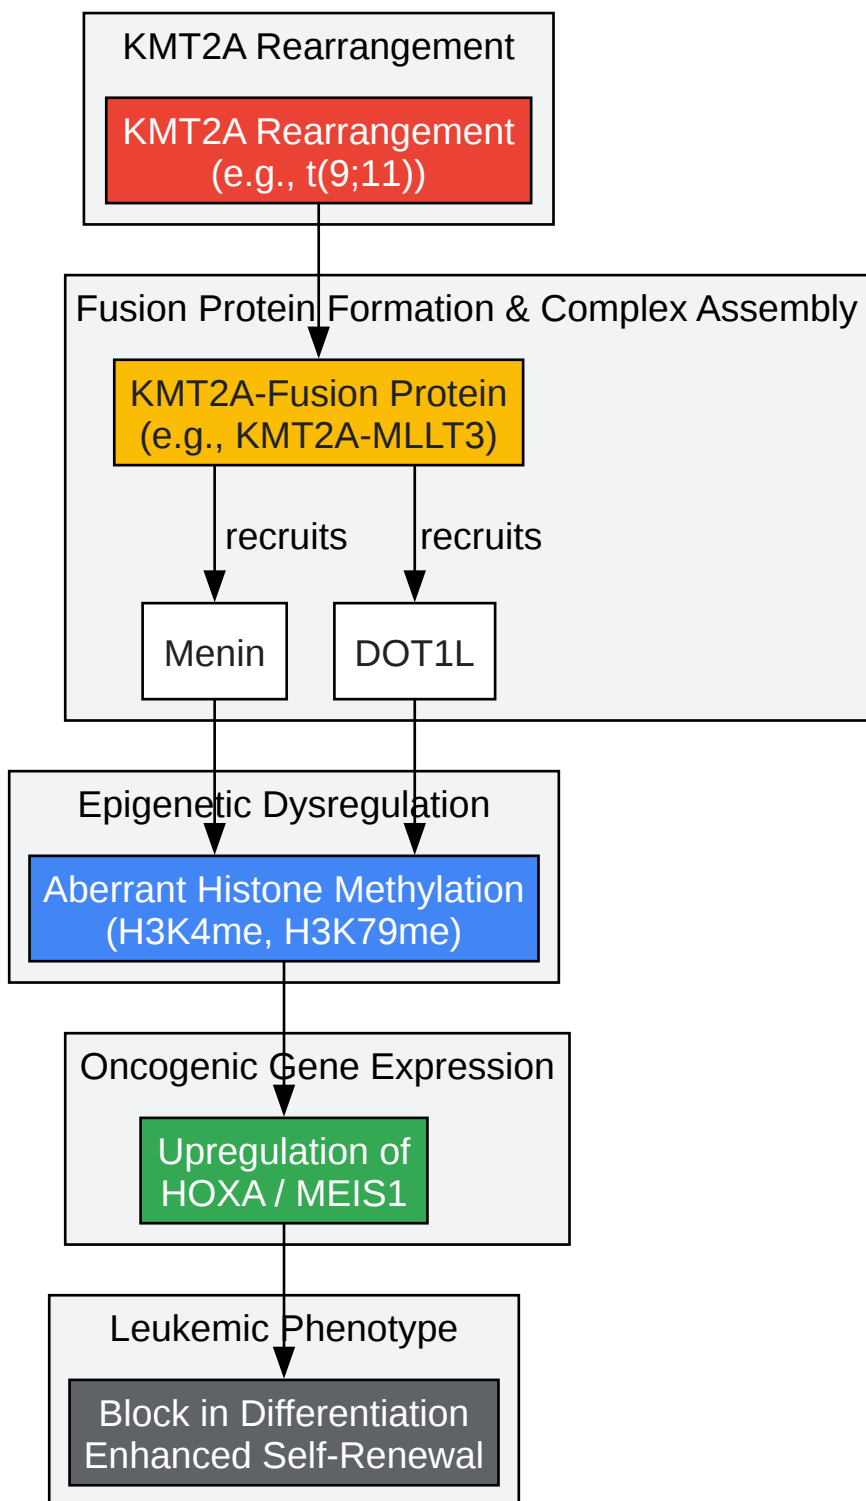 KMT2A Rearrangement
KMT2A Rearrangement
(e.g., t(9;11))
Fusion Protein Formation & Complex Assembly
KMT2A-Fusion Protein
(e.g., KMT2A-MLLT3)
recruits
recruits
Menin
DOT1L
Epigenetic Dysregulation
Aberrant Histone Methylation
(H3K4me, H3K79me)
Oncogenic Gene Expression
Upregulation of
HOXA / MEIS1
Leukemic Phenotype
Block in Differentiation
Enhanced Self-Renewal